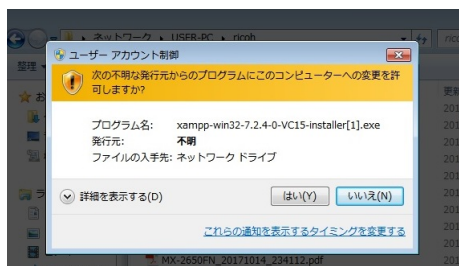 ネットワーク ▸ USER-PC ▸ ricoh
整理
ユーザー アカウント制御
次の不明な発行元からのプログラムにこのコンピューターへの変更を許
可しますか?
プログラム名: xampp-win32-7.2.4-0-VC15-installer[1].exe
発行元: 不明
ファイルの入手先: ネットワーク ドライブ
詳細を表示する(D)
はい(Y)
いいえ(N)
これらの通知を表示するタイミングを変更する
MX-2650FN_20171014_234112.pdf